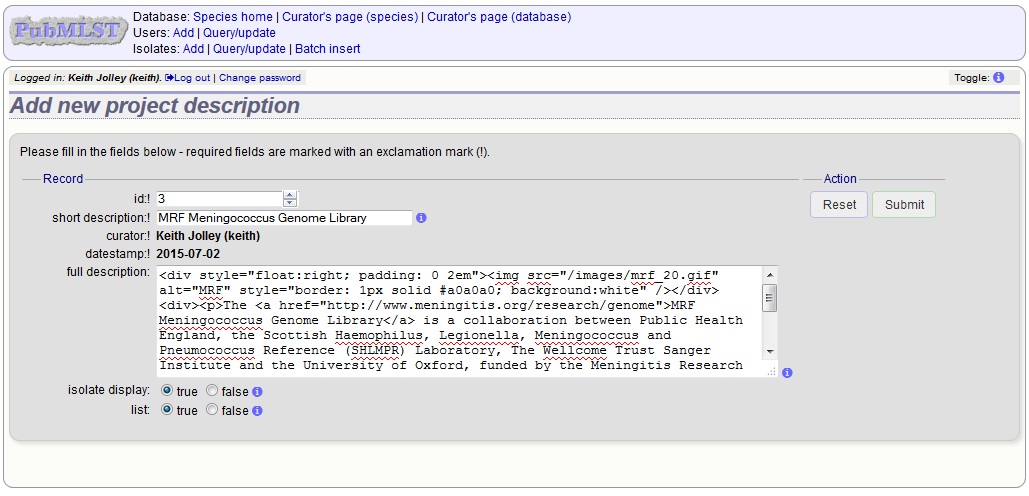 PubMLST
Database: Species home | Curator's page (species) | Curator's page (database)
Users: Add | Query/update
Isolates: Add | Query/update | Batch insert
Logged in: Keith Jolley (keith). Log out | Change password
Toggle: i
Add new project description
Please fill in the fields below - required fields are marked with an exclamation mark (!).
Record
Action
id:! 3
Reset Submit
short description:! MRF Meningococcus Genome Library i
curator:! Keith Jolley (keith)
datestamp:! 2015-07-02
full description: <div style="float:right; padding: 0 2em"><img src="/images/mrf_20.gif"
alt="MRF" style="border: 1px solid #a0a0a0; background:white" /></div>
<div><p>The <a href="http://www.meningitis.org/research/genome">MRF
Meningococcus Genome Library</a> is a collaboration between Public Health
England, the Scottish Haemophilus, Legionella, Meningococcus and
Pneumococcus Reference (SHLMPR) Laboratory, The Wellcome Trust Sanger
Institute and the University of Oxford, funded by the Meningitis Research
i
isolate display: true false i
list: true false i